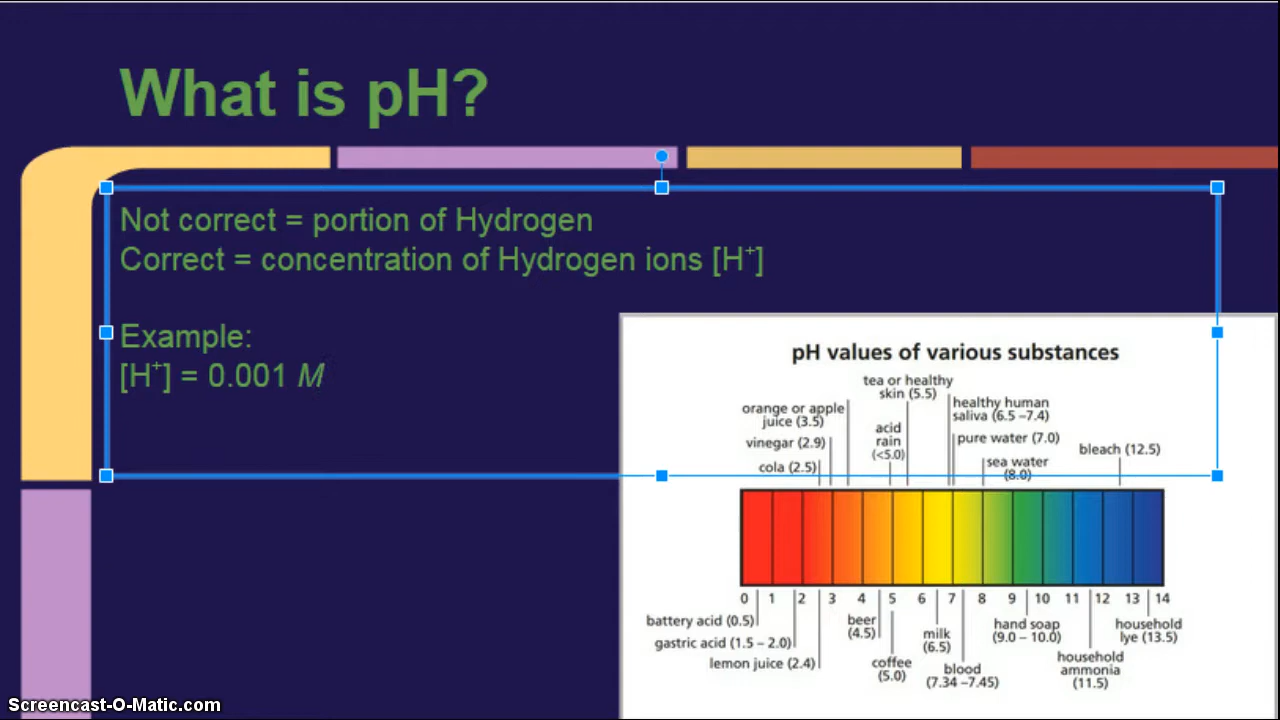 What is pH?
Not correct = portion of Hydrogen
Correct = concentration of Hydrogen ions [H⁺]
Example:
[H⁺] = 0.001 M
pH values of various substances
tea or healthy
skin (5.5)
orange or apple
juice (3.5)
healthy human
saliva (6.5 –7.4)
acid
rain
(<5.0)
vinegar (2.9)
pure water (7.0)
bleach (12.5)
cola (2.5)
sea water
(8.0)
0 1 2 3 4 5 6 7 8 9 10 11 12 13 14
battery acid (0.5)
gastric acid (1.5 – 2.0)
lemon juice (2.4)
beer
(4.5)
coffee
(5.0)
milk
(6.5)
blood
(7.34 –7.45)
hand soap
(9.0 – 10.0)
household
ammonia
(11.5)
household
lye (13.5)
Screencast-O-Matic.com